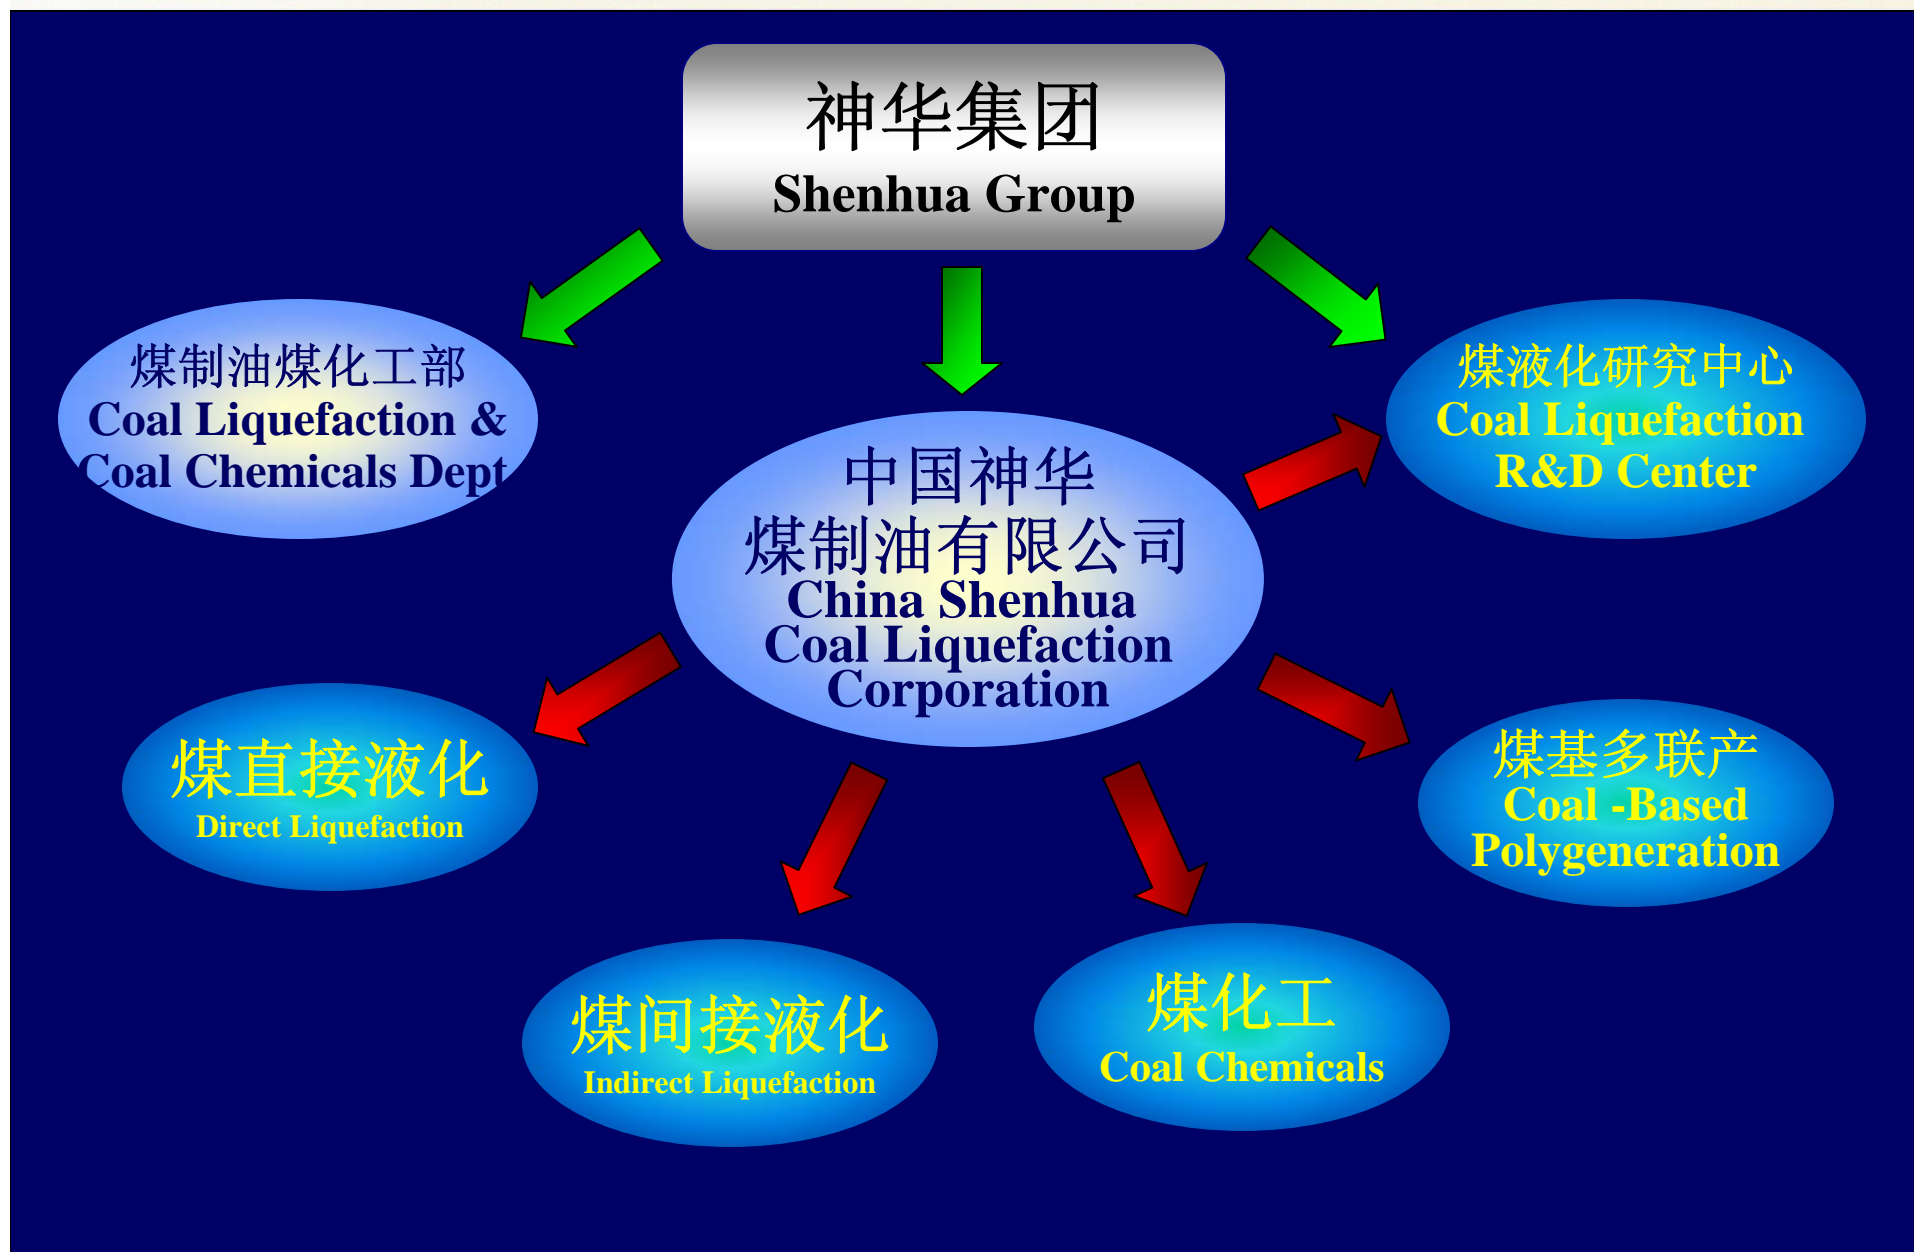 神华集团
Shenhua Group
煤制油煤化工部
Coal Liquefaction &
Coal Chemicals Dept
煤液化研究中心
Coal Liquefaction
R&D Center
中国神华
煤制油有限公司
China Shenhua
Coal Liquefaction
Corporation
煤直接液化
Direct Liquefaction
煤基多联产
Coal -Based
Polygeneration
煤间接液化
Indirect Liquefaction
煤化工
Coal Chemicals